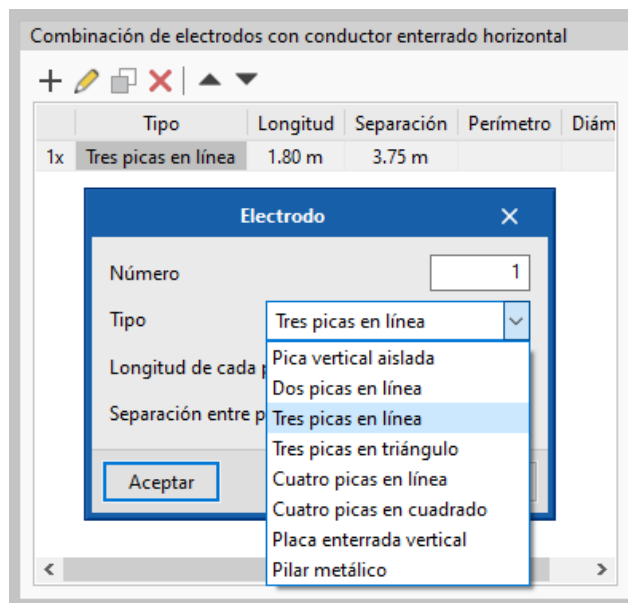 Combinación de electrodos con conductor enterrado horizontal
Tipo Longitud Separación Perímetro Diám
1x Tres picas en línea 1.80 m 3.75 m
Electrodo
Número 1
Tipo Tres picas en línea
Pica vertical aislada
Longitud de cada
Dos picas en línea
Separación entre
Tres picas en línea
Tres picas en triángulo
Cuatro picas en línea
Aceptar
Cuatro picas en cuadrado
Placa enterrada vertical
Pilar metálico